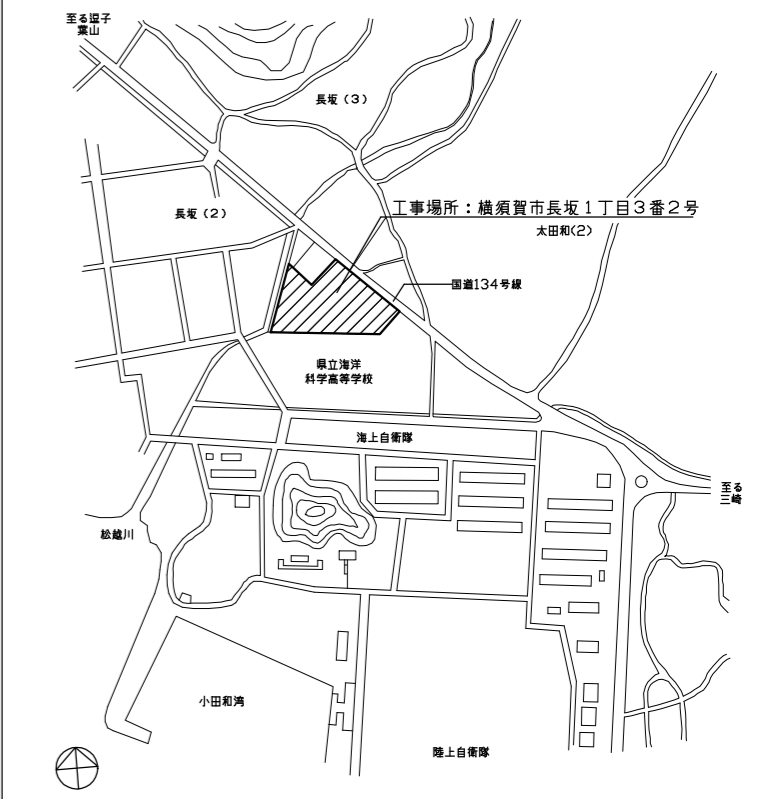 至る逗子
葉山
長坂(3)
工事場所：横須賀市長坂１丁目３番２号
長坂(2)
太田和(2)
国道134号線
県立海洋
科学高等学校
海上自衛隊
至る
三崎
松越川
小田和湾
陸上自衛隊